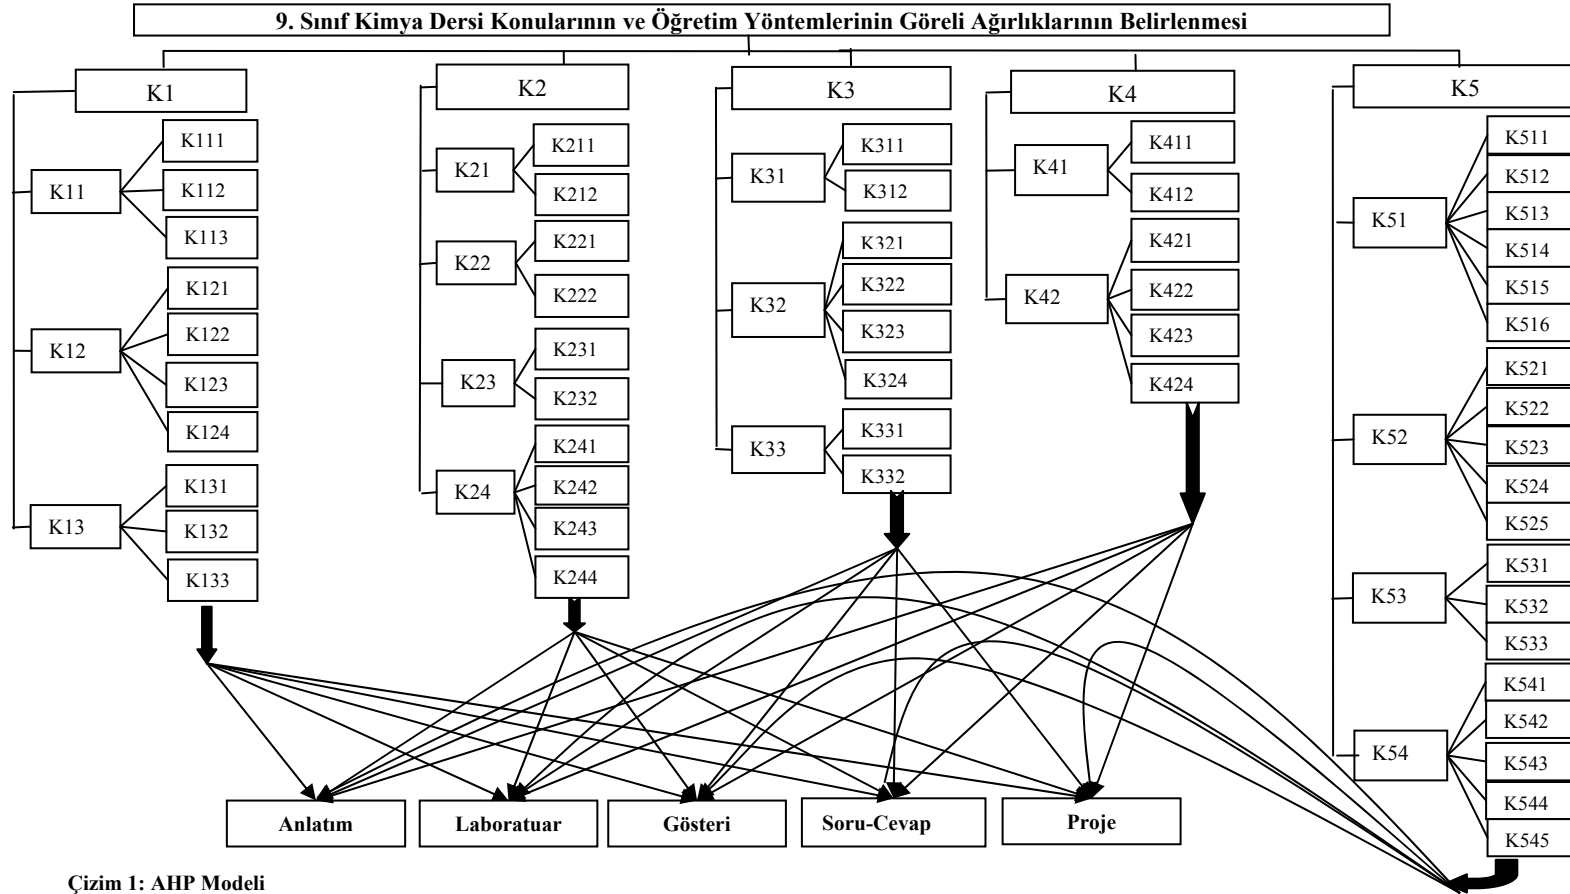 9. Sınıf Kimya Dersi Konularının ve Öğretim Yöntemlerinin Göreli Ağırlıklarının Belirlenmesi
K1
K11
K111
K112
K113
K12
K121
K122
K123
K124
K13
K131
K132
K133
K2
K21
K211
K212
K22
K221
K222
K23
K231
K232
K24
K241
K242
K243
K244
K3
K31
K311
K312
K32
K321
K322
K323
K324
K33
K331
K332
K4
K41
K411
K412
K42
K421
K422
K423
K424
K5
K51
K511
K512
K513
K514
K515
K516
K52
K521
K522
K523
K524
K525
K53
K531
K532
K533
K54
K541
K542
K543
K544
K545
Anlatım
Laboratuar
Gösteri
Soru-Cevap
Proje
Çizim 1: AHP Modeli